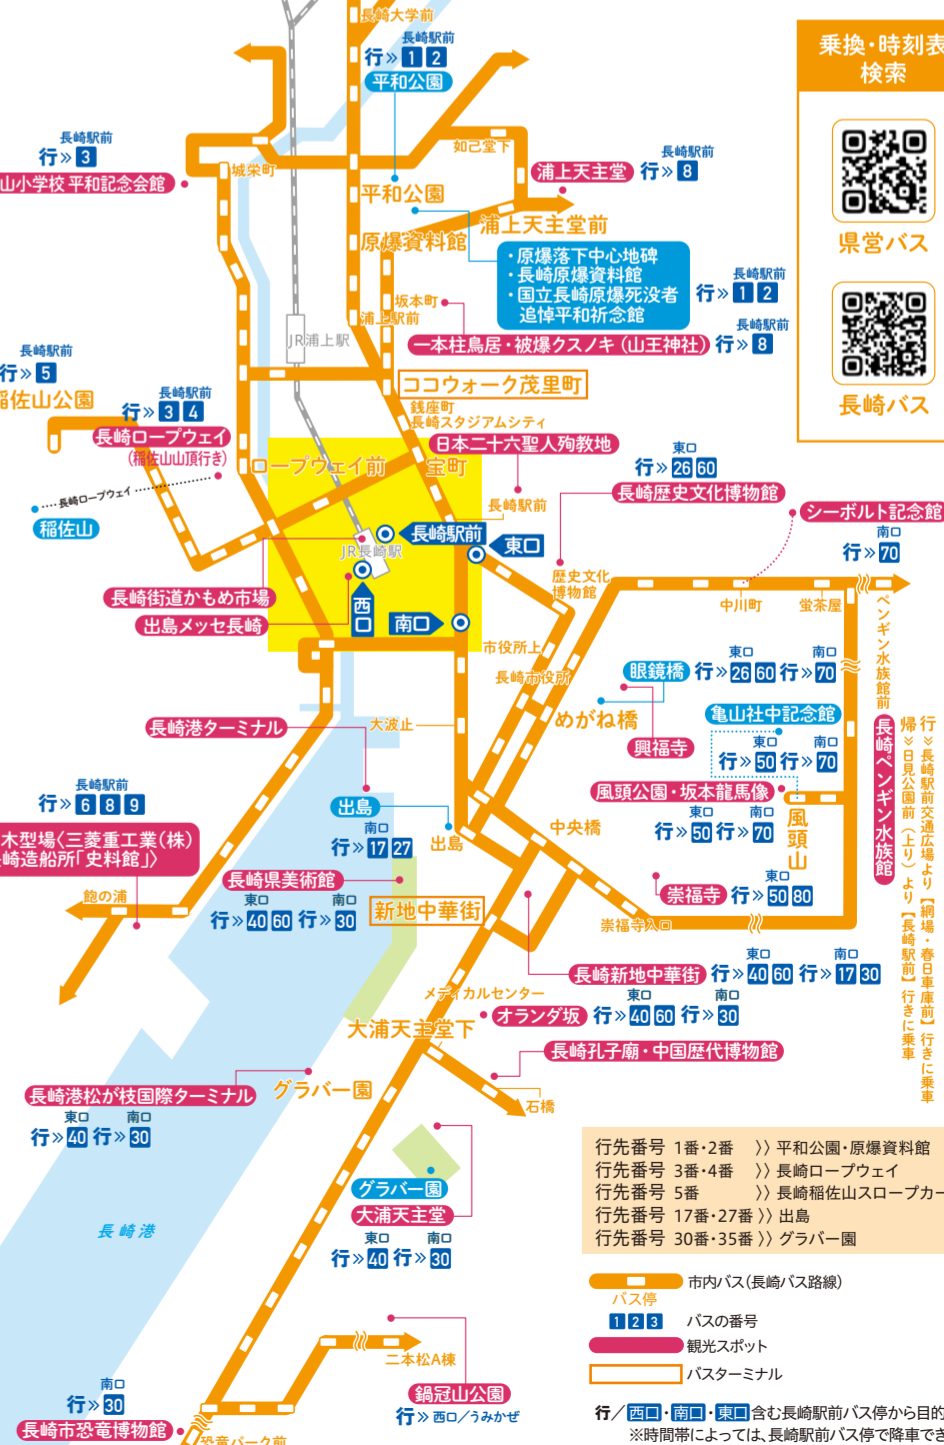 長崎大学前
長崎駅前
行≫ 1 2
平和公園
乗換・時刻表
検索
長崎駅前
行≫ 3
山小学校 平和記念会館
城栄町
如己堂下
長崎駅前
浦上天主堂 行≫ 8
平和公園
浦上天主堂前
県営バス
原爆資料館
・原爆落下中心地碑
・長崎原爆資料館
・国立長崎原爆死没者
追悼平和祈念館
長崎駅前
行≫ 1 2
坂本町
浦上駅前
JR浦上駅
長崎駅前
一本柱鳥居・被爆クスノキ(山王神社) 行≫ 8
長崎駅前
行≫ 5
稲佐山公園
ココウォーク茂里町
長崎バス
長崎駅前
行≫ 3 4
長崎ロープウェイ
(稲佐山山頂行き)
銭座町
長崎スタジアムシティ
日本二十六聖人殉教地
ロープウェイ前
宝町
東口
行≫ 26 60
長崎歴史文化博物館
長崎ロープウェイ
稲佐山
長崎駅前
シーボルト記念館
南口
行≫ 70
長崎駅前
東口
JR長崎駅
長崎街道かもめ市場
出島メッセ長崎
西口
南口
歴史文化
博物館
中川町
蛍茶屋
ペンギン水族館前
市役所上
長崎市役所
東口 南口
眼鏡橋 行≫ 26 60 行≫ 70
めがね橋
興福寺
亀山社中記念館
東口 南口
行≫ 50 行≫ 70
長崎ペンギン水族館
行≫長崎駅前交通広場より【網場・春日車庫前】行きに乗車
帰≫日見公園前(上り)より【長崎駅前】行きに乗車
長崎港ターミナル
大波止
風頭公園・坂本龍馬像
東口 南口
行≫ 50 行≫ 70
風頭山
長崎駅前
行≫ 6 8 9
木型場〈三菱重工業(株)
崎造船所「史料館」〉
出島
南口
行≫ 17 27
出島
中央橋
飽の浦
長崎県美術館
東口 南口
行≫ 40 60 行≫ 30
新地中華街
東口
崇福寺 行≫ 50 80
崇福寺入口
東口 南口
長崎新地中華街 行≫ 40 60 行≫ 17 30
メディカルセンター
東口 南口
オランダ坂 行≫ 40 60 行≫ 30
大浦天主堂下
長崎孔子廟・中国歴代博物館
長崎港松が枝国際ターミナル
東口 南口
行≫ 40 行≫ 30
グラバー園
石橋
行先番号 1番・2番 〉〉平和公園・原爆資料館
行先番号 3番・4番 〉〉長崎ロープウェイ
行先番号 5番 〉〉長崎稲佐山スロープカー
行先番号 17番・27番 〉〉出島
行先番号 30番・35番 〉〉グラバー園
グラバー園
大浦天主堂
東口 南口
行≫ 40 行≫ 30
長崎港
市内バス(長崎バス路線)
バス停
1 2 3 バスの番号
観光スポット
バスターミナル
二本松A棟
鍋冠山公園
行≫ 西口/うみかぜ
南口
行≫ 30
長崎市恐竜博物館
恐竜パーク前
行/西口・南口・東口含む長崎駅前バス停から目的
※時間帯によっては、長崎駅前バス停で降車でき